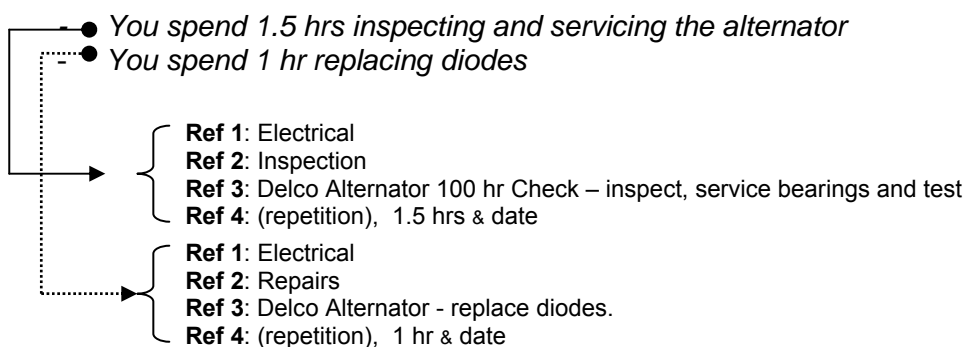 - You spend 1.5 hrs inspecting and servicing the alternator
- You spend 1 hr replacing diodes
Ref 1: Electrical
Ref 2: Inspection
Ref 3: Delco Alternator 100 hr Check – inspect, service bearings and test
Ref 4: (repetition), 1.5 hrs & date
Ref 1: Electrical
Ref 2: Repairs
Ref 3: Delco Alternator - replace diodes.
Ref 4: (repetition), 1 hr & date